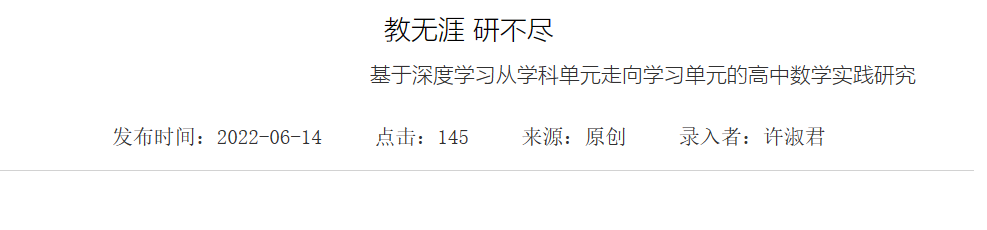 教无涯 研不尽
基于深度学习从学科单元走向学习单元的高中数学实践研究
发布时间：2022-06-14 点击：145 来源：原创 录入者：许淑君